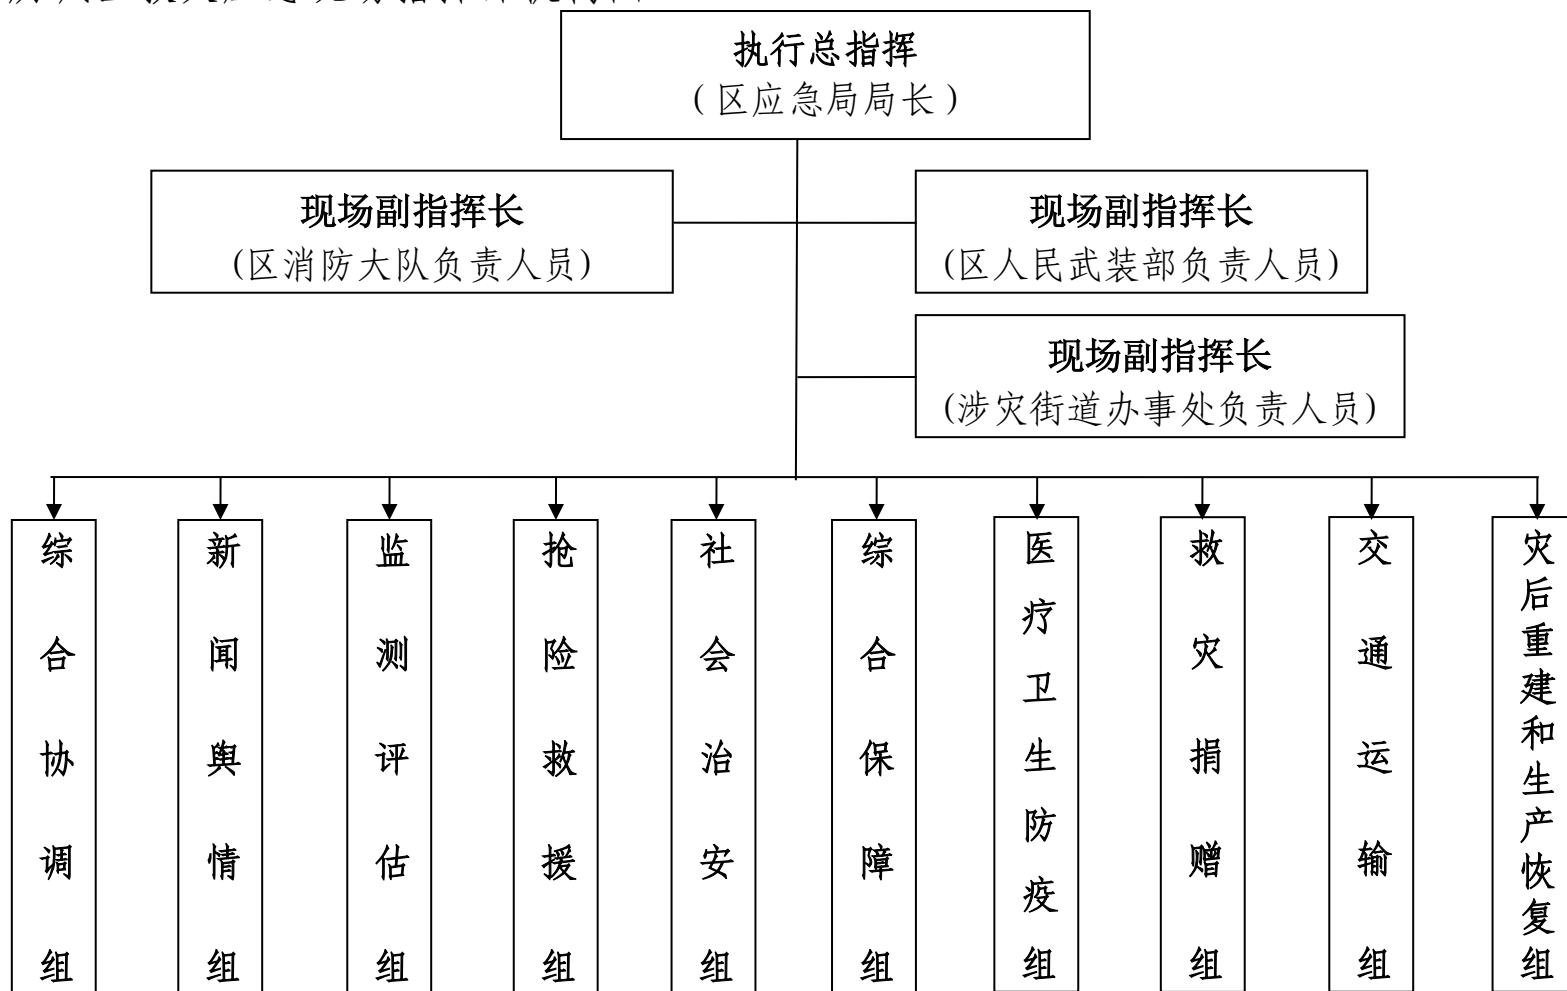 执行总指挥
（区应急局局长）
现场副指挥长
(区消防大队负责人员)
现场副指挥长
(区人民武装部负责人员)
现场副指挥长
(涉灾街道办事处负责人员)
综合协调组
新闻舆情组
监测评估组
抢险救援组
社会治安组
综合保障组
医疗卫生防疫组
救灾捐赠组
交通运输组
灾后重建和生产恢复组